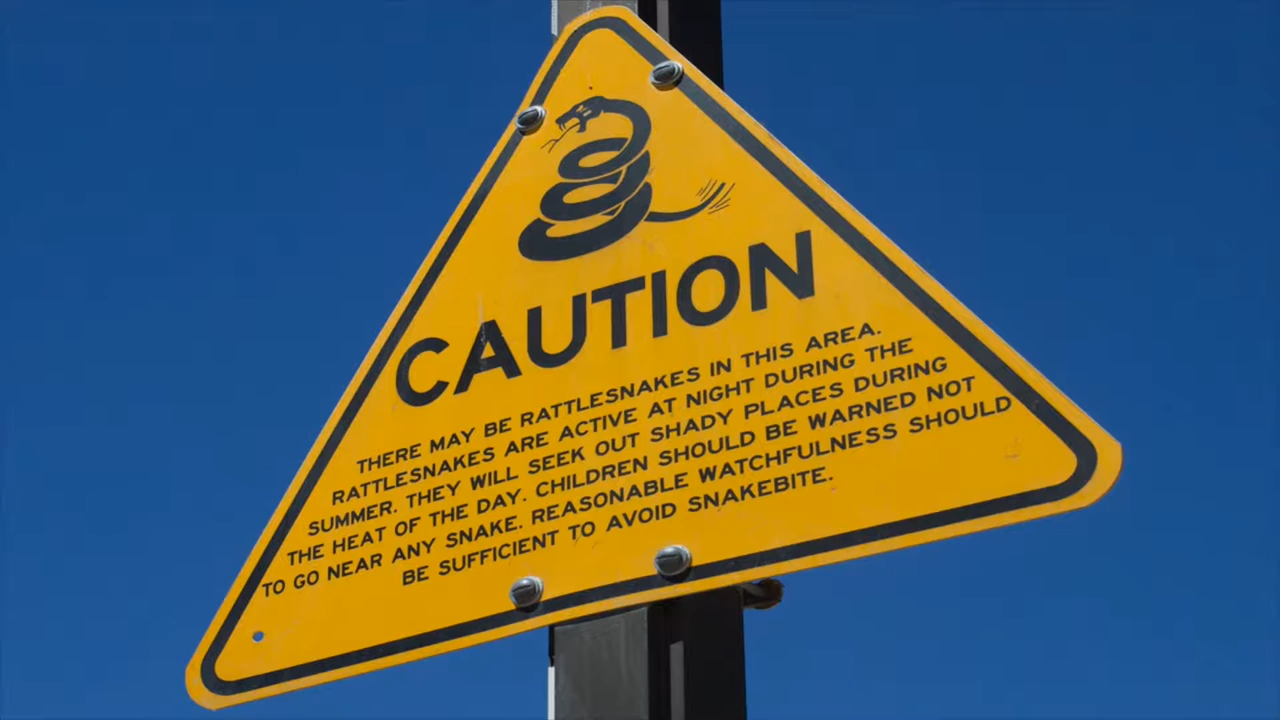 CAUTION
THERE MAY BE RATTLESNAKES IN THIS AREA.
RATTLESNAKES ARE ACTIVE AT NIGHT DURING THE
SUMMER. THEY WILL SEEK OUT SHADY PLACES DURING
THE HEAT OF THE DAY. CHILDREN SHOULD BE WARNED NOT
TO GO NEAR ANY SNAKE. REASONABLE WATCHFULNESS SHOULD
BE SUFFICIENT TO AVOID SNAKEBITE.